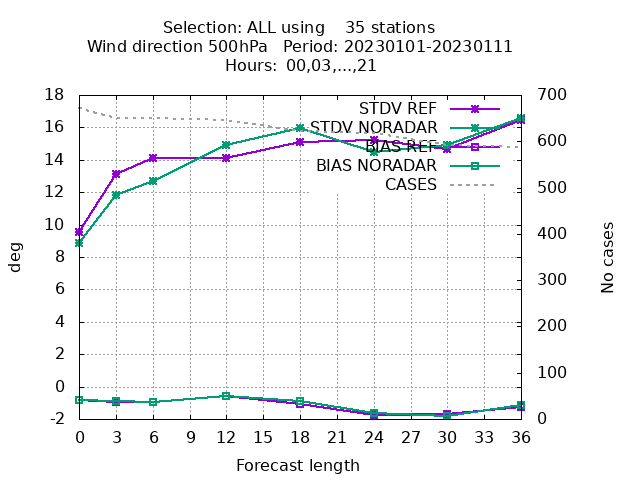 Selection: ALL using    35 stations
Wind direction 500hPa   Period: 20230101-20230111
Hours: 00,03,...,21
18 700
16 600
14 500
12 400
10 300
8 200
6 100
4 0
2
0
-2
STDV REF
STDV NORADAR
BIAS REF
BIAS NORADAR
CASES
deg
No cases
0 3 6 9 12 15 18 21 24 27 30 33 36
Forecast length